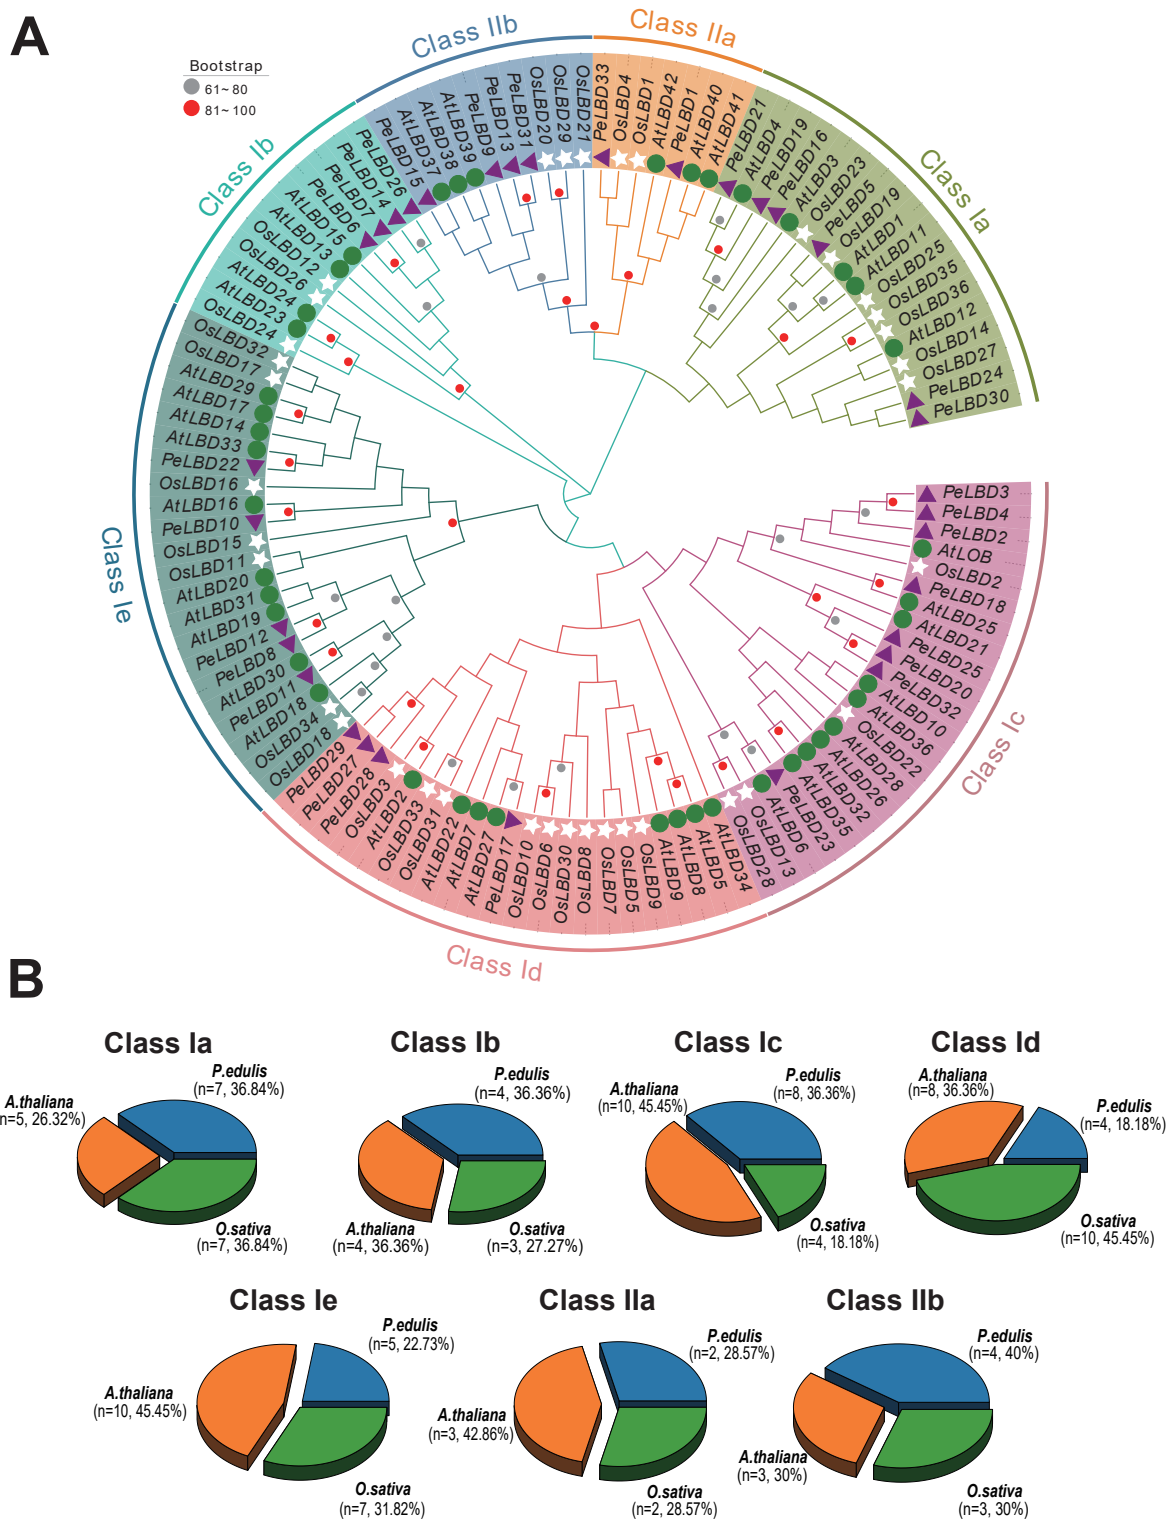 A
Bootstrap
61~80
81~100
Class IIb
Class IIa
Class Ia
Class Ib
Class Ie
Class Id
Class Ic
PeLBD33
OsLBD4
OsLBD1
AtLBD42
PeLBD1
AtLBD40
AtLBD41
PeLBD21
AtLBD4
PeLBD19
PeLBD16
AtLBD3
OsLBD23
PeLBD5
OsLBD19
AtLBD1
AtLBD11
OsLBD25
OsLBD35
OsLBD36
AtLBD12
OsLBD14
OsLBD27
PeLBD24
PeLBD30
PeLBD3
PeLBD4
PeLBD2
AtLOB
OsLBD2
PeLBD18
AtLBD25
AtLBD21
PeLBD25
PeLBD20
PeLBD32
AtLBD10
AtLBD36
OsLBD22
AtLBD28
AtLBD26
AtLBD32
AtLBD35
PeLBD23
AtLBD6
OsLBD13
OsLBD28
AtLBD34
AtLBD5
AtLBD8
AtLBD9
OsLBD9
OsLBD5
OsLBD7
OsLBD8
OsLBD30
OsLBD6
OsLBD10
PeLBD17
AtLBD27
AtLBD7
AtLBD22
OsLBD31
OsLBD33
AtLBD2
OsLBD3
PeLBD28
PeLBD27
PeLBD29
OsLBD18
OsLBD34
AtLBD18
PeLBD11
AtLBD30
PeLBD8
PeLBD12
AtLBD19
AtLBD31
AtLBD20
OsLBD11
OsLBD15
PeLBD10
AtLBD16
OsLBD16
PeLBD22
AtLBD33
AtLBD14
AtLBD17
AtLBD29
OsLBD17
OsLBD32
OsLBD24
AtLBD23
AtLBD24
OsLBD26
OsLBD12
AtLBD13
AtLBD15
PeLBD6
PeLBD7
PeLBD14
PeLBD26
PeLBD15
AtLBD37
AtLBD38
AtLBD39
PeLBD9
PeLBD13
PeLBD31
OsLBD20
OsLBD29
OsLBD21
B
Class Ia
P.edulis
(n=7, 36.84%)
A.thaliana
n=5, 26.32%)
O.sativa
(n=7, 36.84%)
Class Ib
P.edulis
(n=4, 36.36%)
A.thaliana
(n=4, 36.36%)
O.sativa
(n=3, 27.27%)
Class Ic
A.thaliana
(n=10, 45.45%)
P.edulis
(n=8, 36.36%)
O.sativa
(n=4, 18.18%)
Class Id
A.thaliana
(n=8, 36.36%)
P.edulis
(n=4, 18.18%)
O.sativa
(n=10, 45.45%)
Class Ie
P.edulis
(n=5, 22.73%)
A.thaliana
(n=10, 45.45%)
O.sativa
(n=7, 31.82%)
Class IIa
P.edulis
(n=2, 28.57%)
A.thaliana
(n=3, 42.86%)
O.sativa
(n=2, 28.57%)
Class IIb
P.edulis
(n=4, 40%)
A.thaliana
(n=3, 30%)
O.sativa
(n=3, 30%)